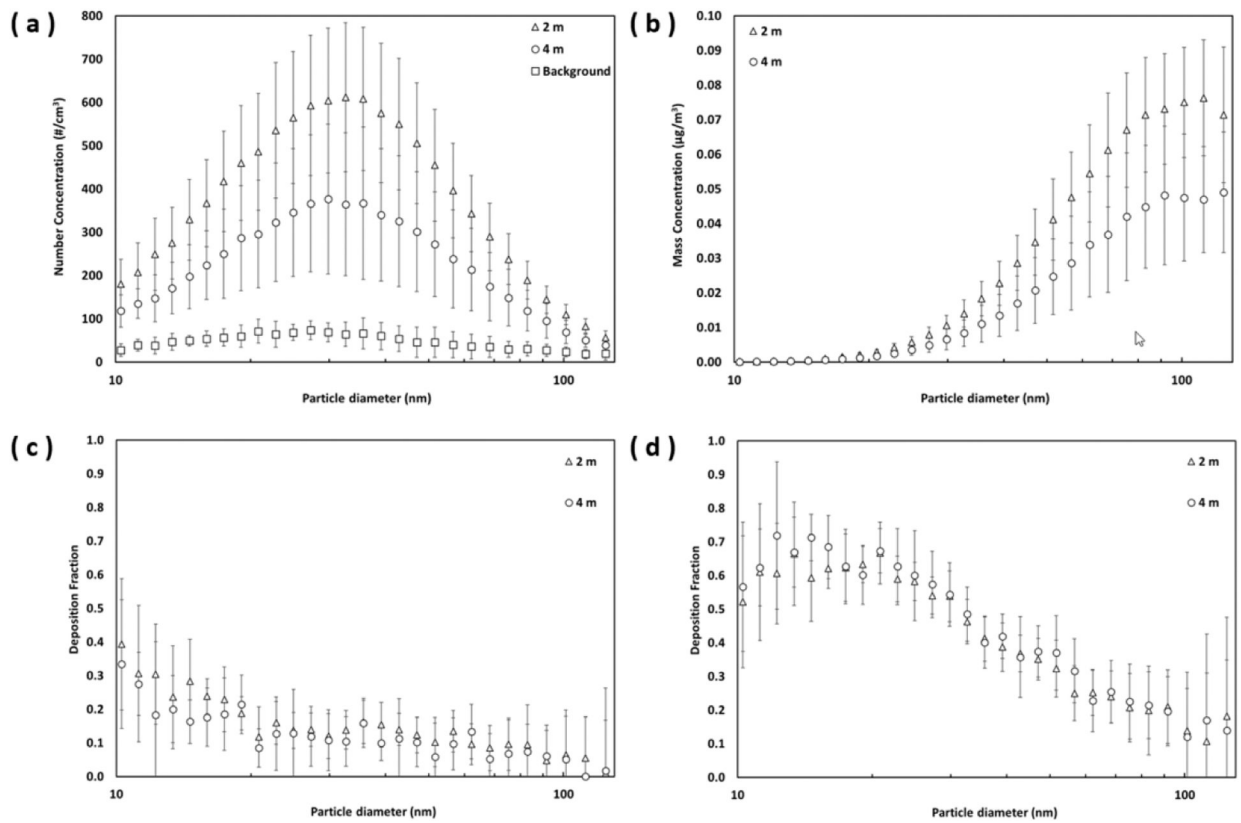 ( a )
800
700
600
500
400
300
200
100
0
Number Concentration (#/cm³)
10
100
Particle diameter (nm)
2 m
4 m
Background
( b )
0.10
0.09
0.08
0.07
0.06
0.05
0.04
0.03
0.02
0.01
0.00
Mass Concentration (µg/m³)
10
100
Particle diameter (nm)
2 m
4 m
( c )
1.0
0.9
0.8
0.7
0.6
0.5
0.4
0.3
0.2
0.1
0.0
Deposition Fraction
10
100
Particle diameter (nm)
2 m
4 m
( d )
1.0
0.9
0.8
0.7
0.6
0.5
0.4
0.3
0.2
0.1
0.0
Deposition Fraction
10
100
Particle diameter (nm)
2 m
4 m